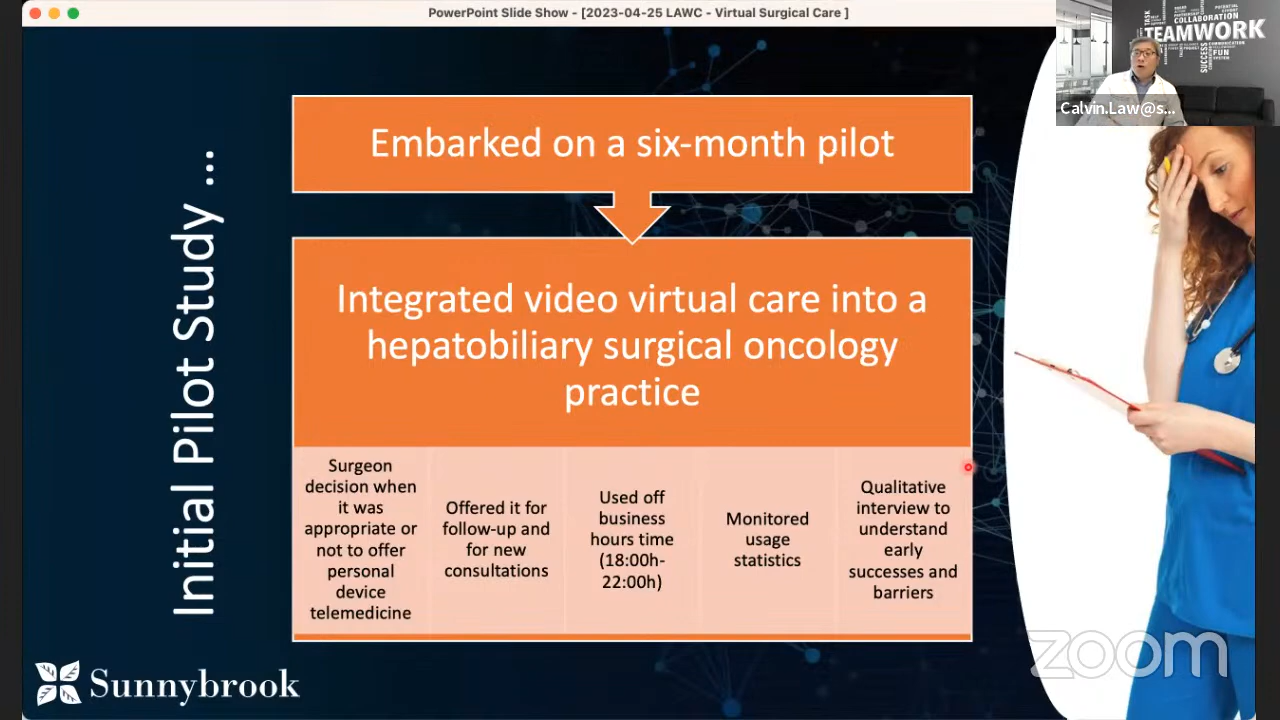 PowerPoint Slide Show - [2023-04-25 LAWC - Virtual Surgical Care ]
TEAMWORK
COLLABORATION
SUCCESS
FUN
Calvin.Law@s...
Initial Pilot Study ...
Embarked on a six-month pilot
Integrated video virtual care into a
hepatobiliary surgical oncology
practice
Surgeon
decision when
it was
appropriate or
not to offer
personal
device
telemedicine
Offered it for
follow-up and
for new
consultations
Used off
business
hours time
(18:00h-
22:00h)
Monitored
usage
statistics
Qualitative
interview to
understand
early
successes and
barriers
Sunnybrook
zoom